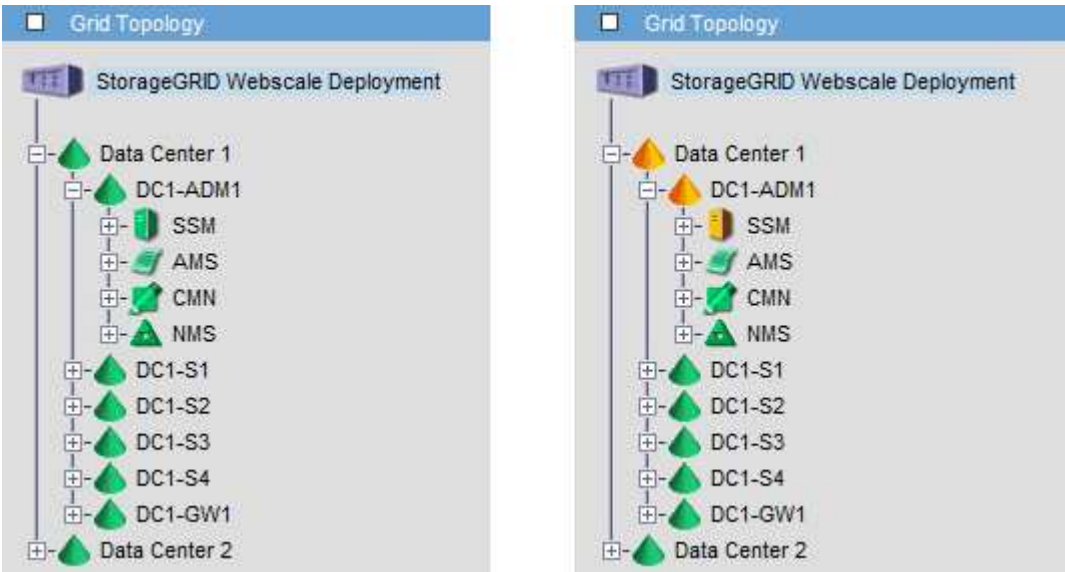 Grid Topology
StorageGRID Webscale Deployment
Data Center 1
DC1-ADM1
SSM
AMS
CMN
NMS
DC1-S1
DC1-S2
DC1-S3
DC1-S4
DC1-GW1
Data Center 2
Grid Topology
StorageGRID Webscale Deployment
Data Center 1
DC1-ADM1
SSM
AMS
CMN
NMS
DC1-S1
DC1-S2
DC1-S3
DC1-S4
DC1-GW1
Data Center 2